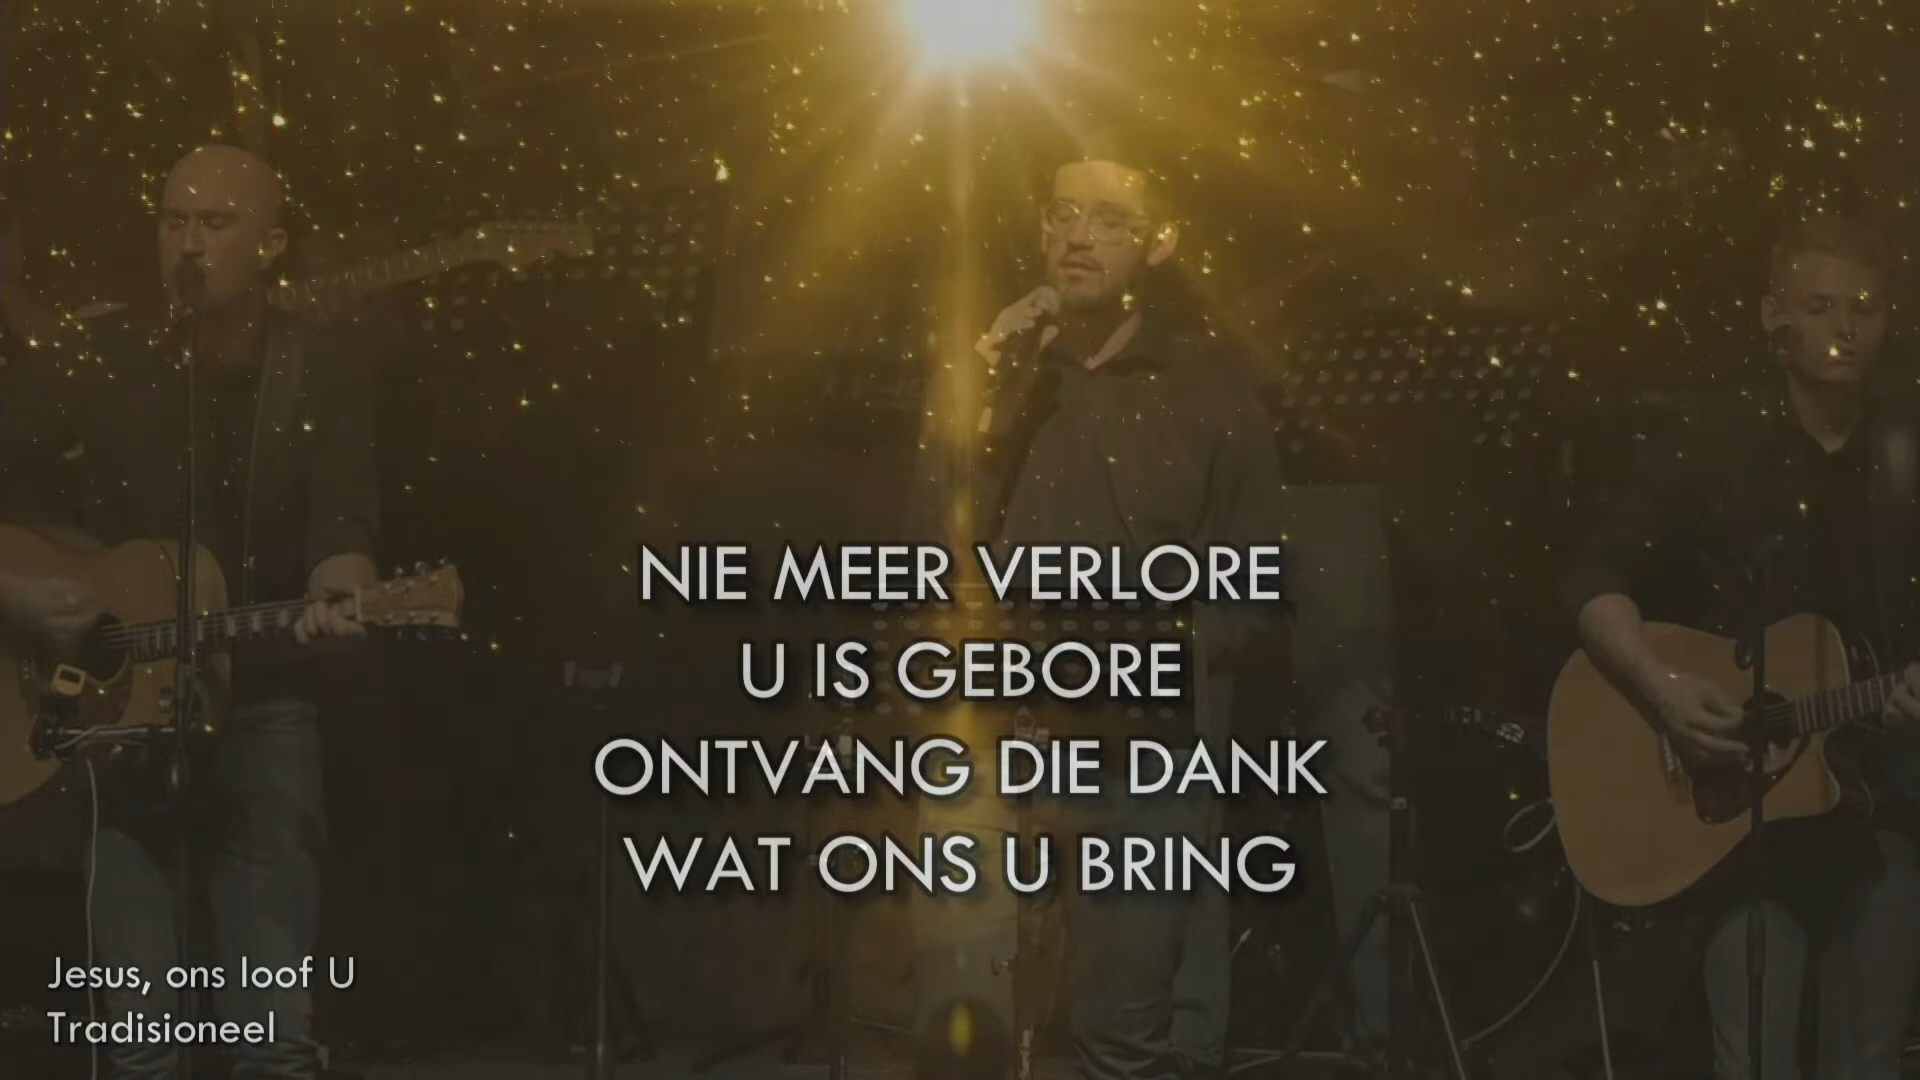 NIE MEER VERLORE
U IS GEBORE
ONTVANG DIE DANK
WAT ONS U BRING
Jesus, ons loof U
Tradisioneel